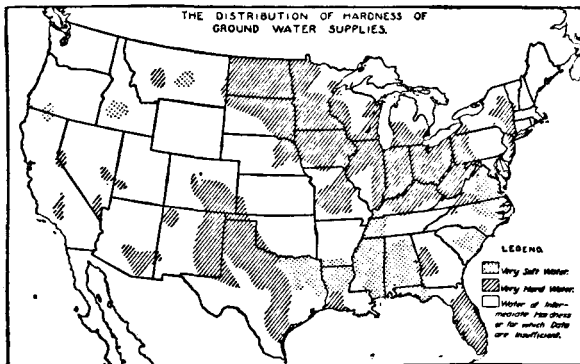 THE DISTRIBUTION OF HARDNESS OF
GROUND WATER SUPPLIES.
LEGEND
Very Soft Water.
Very Hard Water.
Water of Inter-
mediate Hardness
or for which Data
are Insufficient.